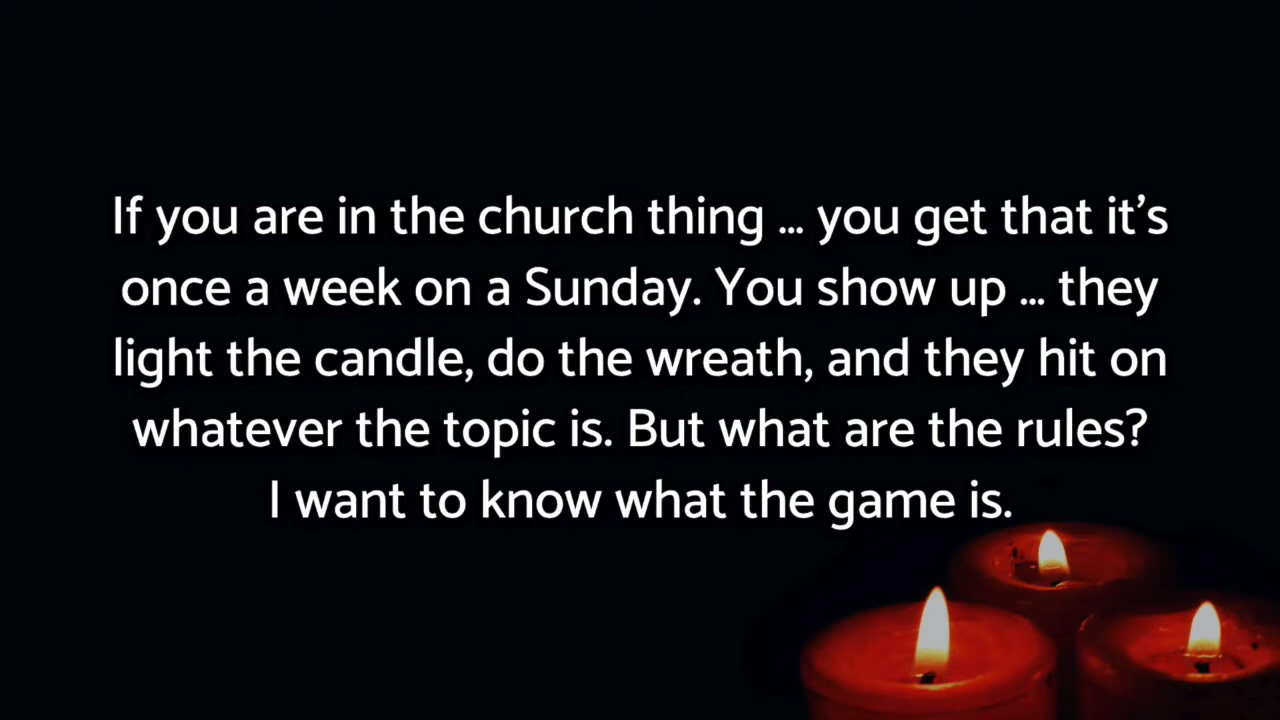 If you are in the church thing … you get that it’s
once a week on a Sunday. You show up … they
light the candle, do the wreath, and they hit on
whatever the topic is. But what are the rules?
I want to know what the game is.